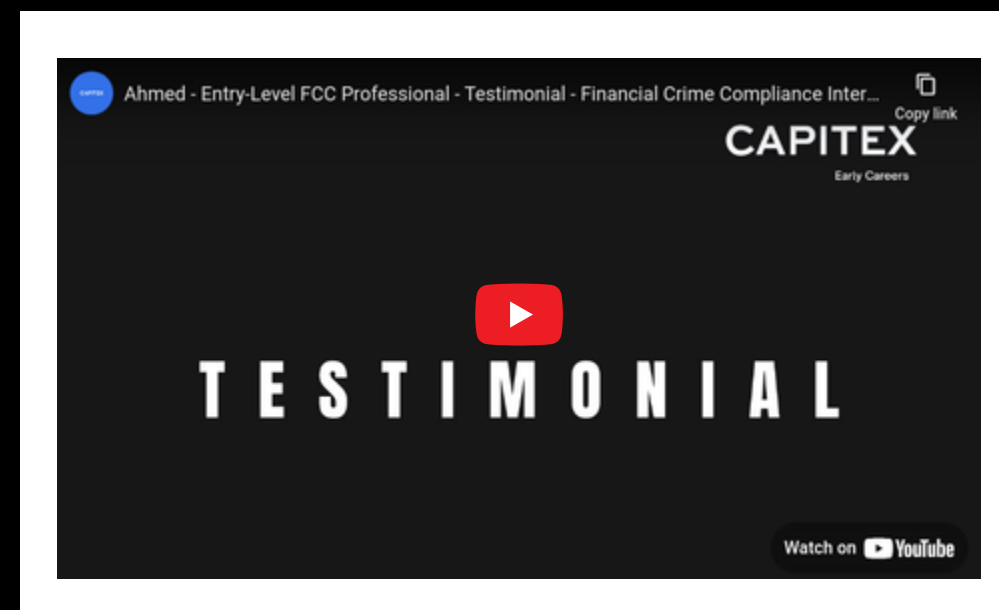 CAPITEX
Ahmed - Entry-Level FCC Professional - Testimonial - Financial Crime Compliance Inter...
Copy link
CAPITEX
Early Careers
TESTIMONIAL
Watch on YouTube